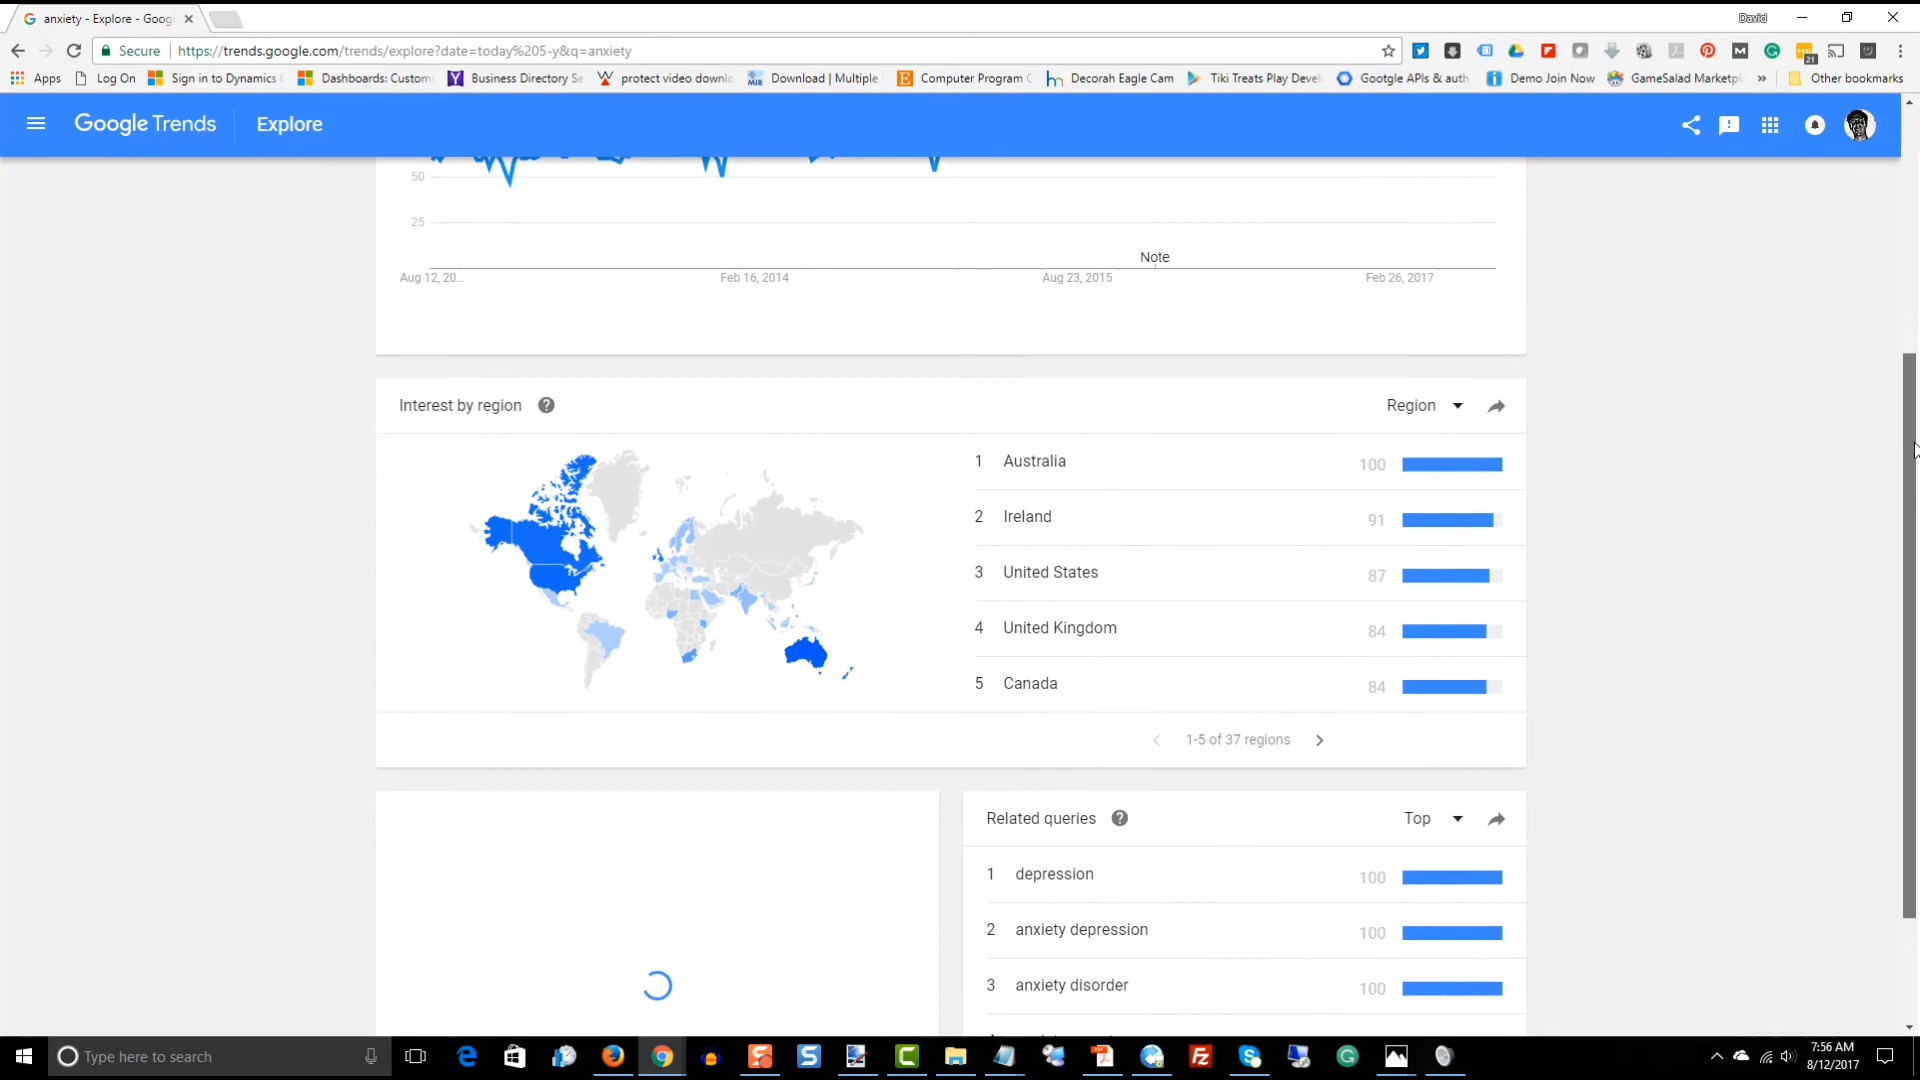 anxiety - Explore - Goog
David
Secure
https://trends.google.com/trends/explore?date=today%205-y&q=anxiety
21
Apps
Log On
Sign in to Dynamics
Dashboards: Custom
Business Directory Se
protect video downlo
Download | Multiple
Computer Program
Decorah Eagle Cam
Tiki Treats Play Deve
Gootgle APIs & auth
Demo Join Now
GameSalad Marketpl
»
Other bookmarks
Google Trends
Explore
50
25
Note
Aug 12, 20...
Feb 16, 2014
Aug 23, 2015
Feb 26, 2017
Interest by region
Region
1 Australia 100
2 Ireland 91
3 United States 87
4 United Kingdom 84
5 Canada 84
1-5 of 37 regions
Related queries
Top
1 depression 100
2 anxiety depression 100
3 anxiety disorder 100
Type here to search
7:56 AM
8/12/2017